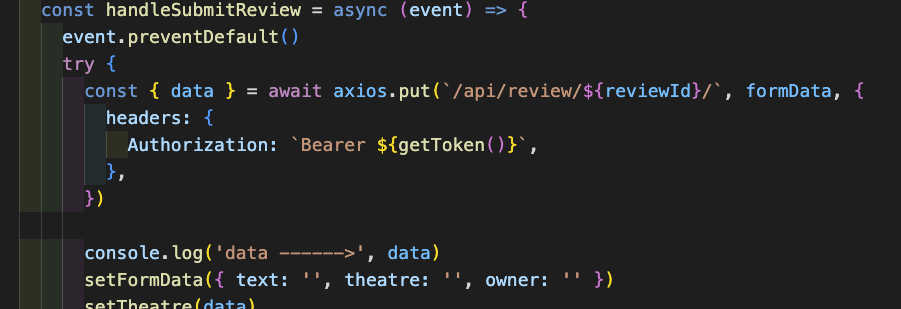 const handleSubmitReview = async (event) => {
event.preventDefault()
try {
const { data } = await axios.put(`/api/review/${reviewId}/`, formData, {
headers: {
Authorization: `Bearer ${getToken()}`,
},
})
console.log('data ------>', data)
setFormData({ text: '', theatre: '', owner: '' })
setTheatre(data)